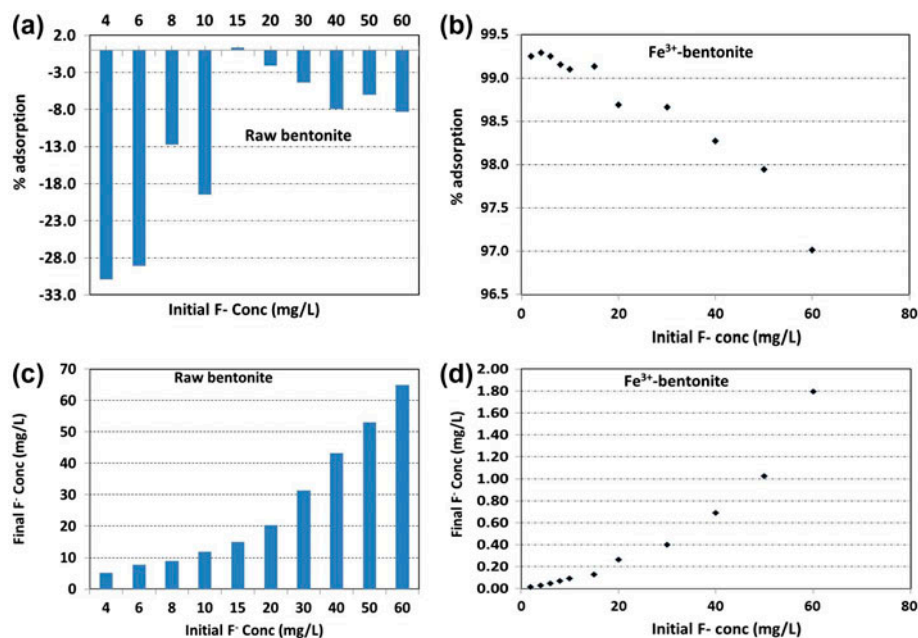 (a)
4 6 8 10 15 20 30 40 50 60
2.0
-3.0
-8.0
-13.0
-18.0
-23.0
-28.0
-33.0
% adsorption
Raw bentonite
Initial F- Conc (mg/L)
(b)
99.5
99.0
98.5
98.0
97.5
97.0
96.5
% adsorption
Fe³⁺-bentonite
0 20 40 60 80
Initial F- conc (mg/L)
(c)
70
60
50
40
30
20
10
0
Final F⁻ Conc (mg/L)
Raw bentonite
4 6 8 10 15 20 30 40 50 60
Initial F⁻ Conc (mg/L)
(d)
2.00
1.80
1.60
1.40
1.20
1.00
0.80
0.60
0.40
0.20
0.00
Final F⁻ Conc (mg/L)
Fe³⁺-bentonite
0 20 40 60 80
Initial F- conc (mg/L)